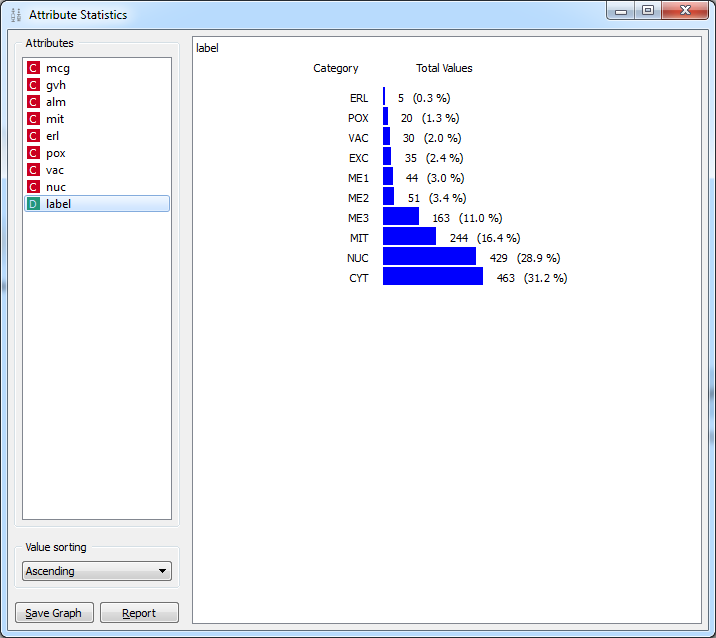 Attribute Statistics
Attributes
C mcg
C gvh
C alm
C mit
C erl
C pox
C vac
C nuc
D label
Value sorting
Ascending
Save Graph Report
label
Category Total Values
ERL 5 (0.3 %)
POX 20 (1.3 %)
VAC 30 (2.0 %)
EXC 35 (2.4 %)
ME1 44 (3.0 %)
ME2 51 (3.4 %)
ME3 163 (11.0 %)
MIT 244 (16.4 %)
NUC 429 (28.9 %)
CYT 463 (31.2 %)